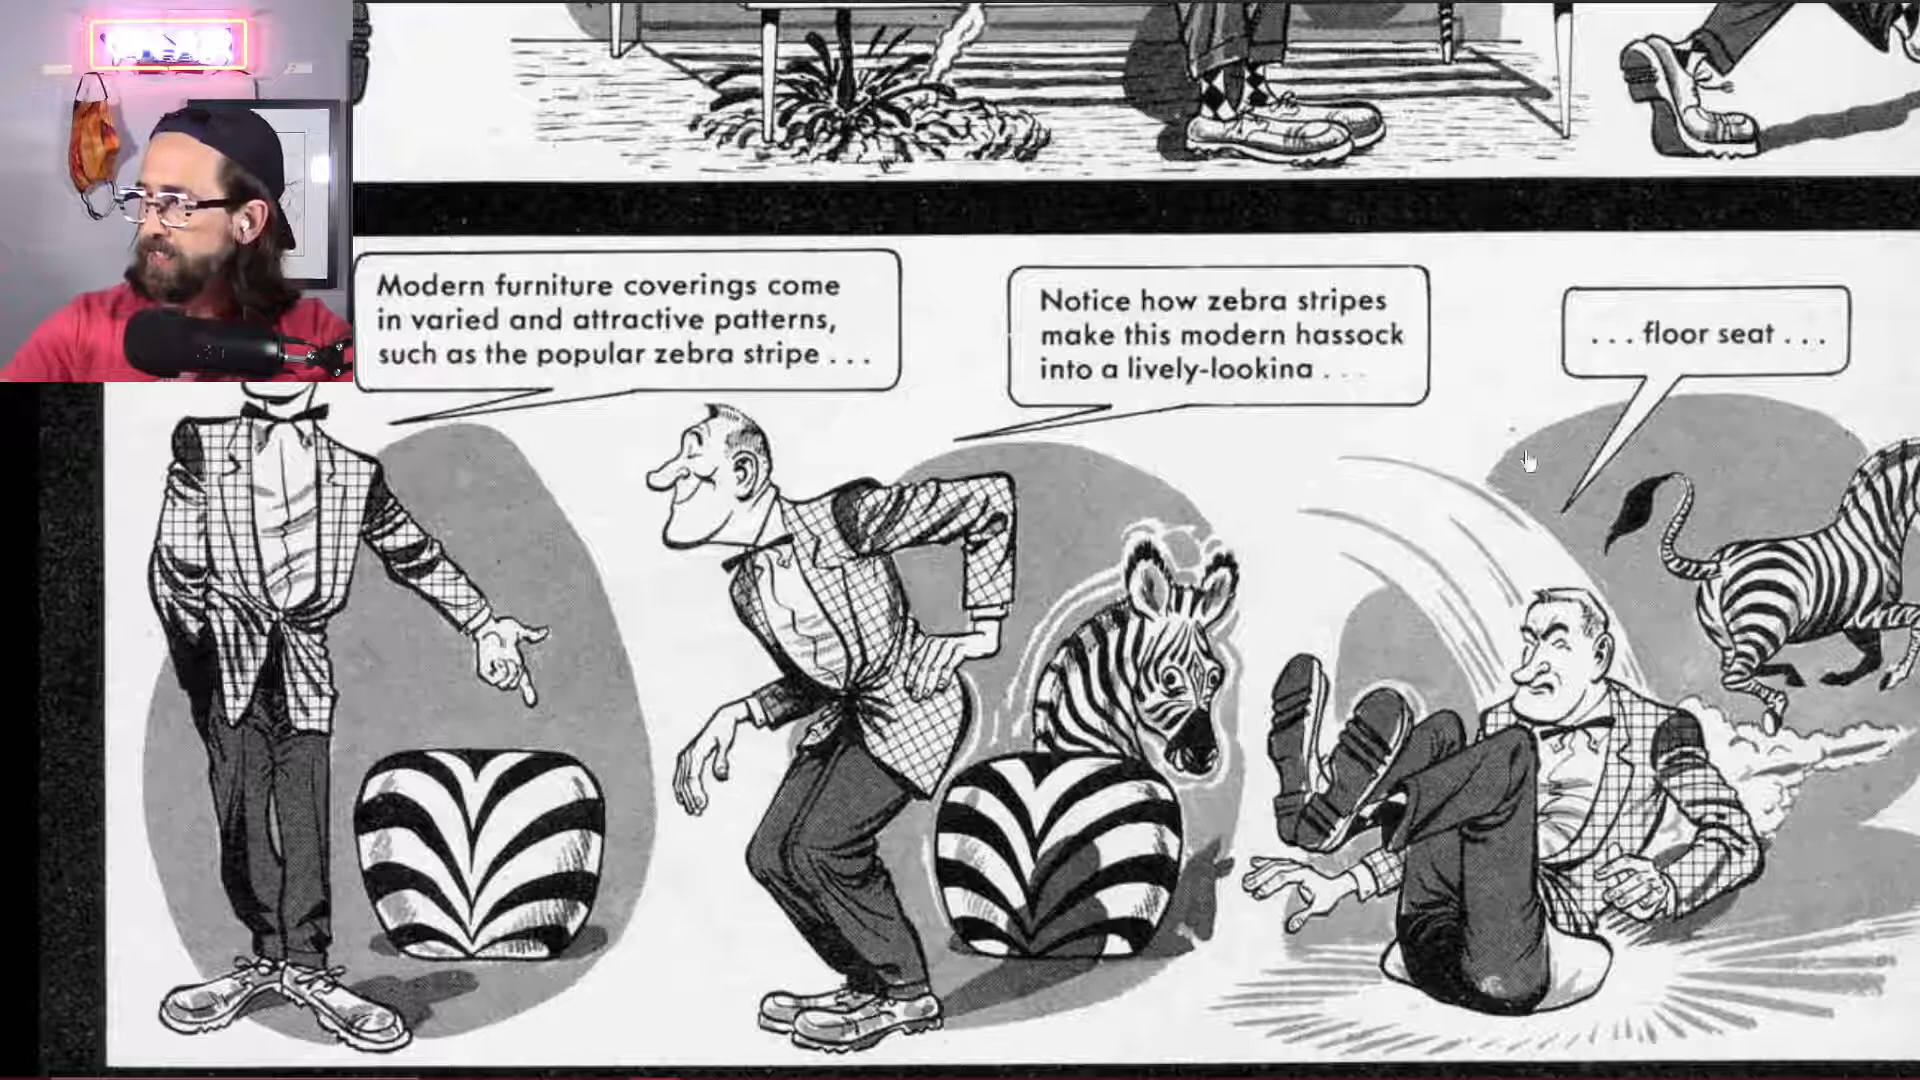 Modern furniture coverings come
in varied and attractive patterns,
such as the popular zebra stripe . . .
Notice how zebra stripes
make this modern hassock
into a lively-lookina . . .
. . . floor seat . . .